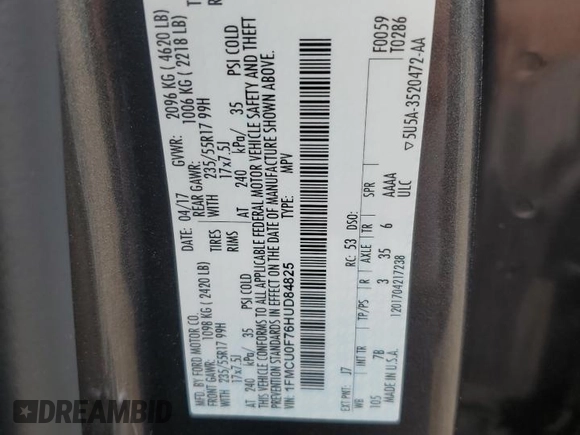 MFD. BY FORD MOTOR CO.
DATE: 04/17 GVWR: 2096 KG ( 4620 LB)
FRONT GAWR: 1098 KG ( 2420 LB) REAR GAWR: 1006 KG ( 2218 LB)
WITH 235/55R17 99H TIRES WITH 235/55R17 99H
17x7.5J RIMS 17x7.5J
AT 240 kPa/ 35 PSI COLD AT 240 kPa/ 35 PSI COLD
THIS VEHICLE CONFORMS TO ALL APPLICABLE FEDERAL MOTOR VEHICLE SAFETY AND THEFT
PREVENTION STANDARDS IN EFFECT ON THE DATE OF MANUFACTURE SHOWN ABOVE.
VIN: 1FMCU0F76HUD84825 TYPE: MPV
F0059
T0286
EXT PNT: J7 RC: 53 DSO:
WB INT TR TP/PS R AXLE TR SPR
105 7B 3 35 6 AAAA
ULC
MADE IN U.S.A. 1201704217238
▽5U5A-3520472-AA
DREAMBID